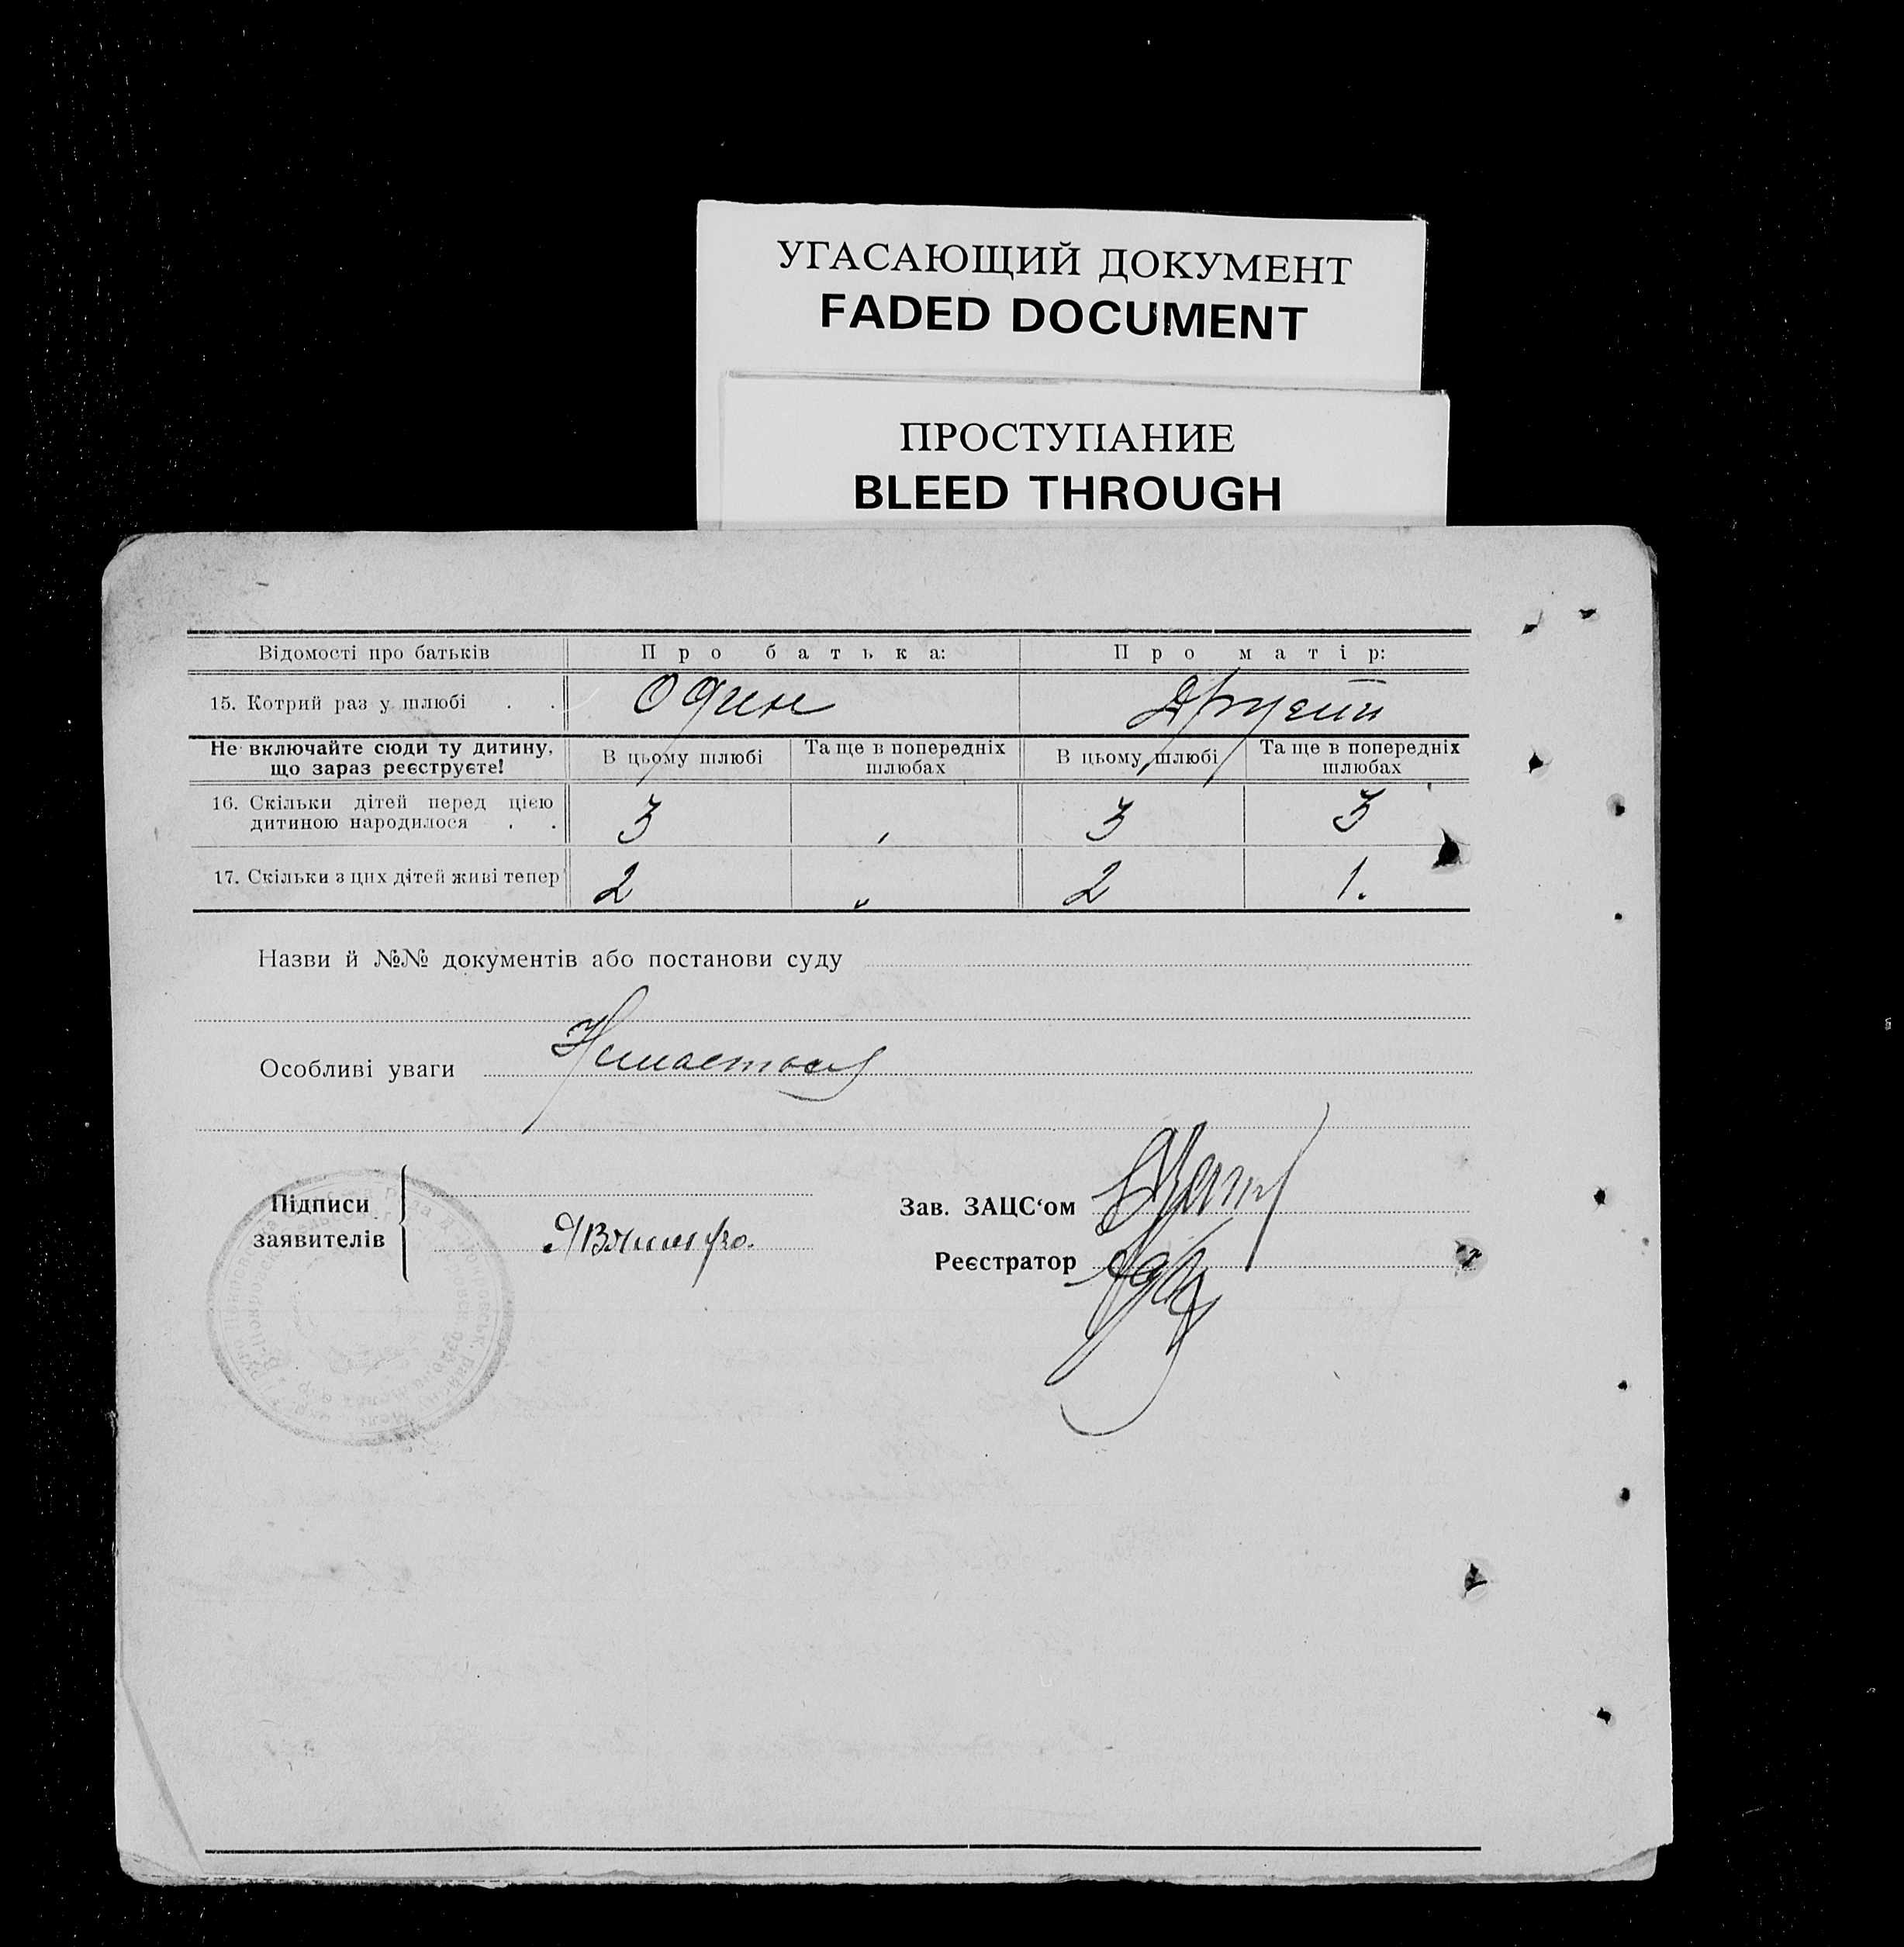 УГАСАЮЩИЙ ДОКУМЕНТ
FADED DOCUMENT
ПРОСТУПАНИЕ
BLEED THROUGH
Відомості про батьків Про батька: Про матір:
15. Котрий раз у шлюбі . . Один Другий
Не включайте сюди ту дитину, що зараз реєструєте! В цьому шлюбі Та ще в попередніх шлюбах В цьому шлюбі Та ще в попередніх шлюбах
16. Скільки дітей перед цією дитиною народилося . . 3 3 3
17. Скільки з цих дітей живі тепер 2 „ 2 1.
Назви й №№ документів або постанови суду
Особливі уваги
Підписи заявителів
Зав. ЗАЦС‘ом
Реєстратор